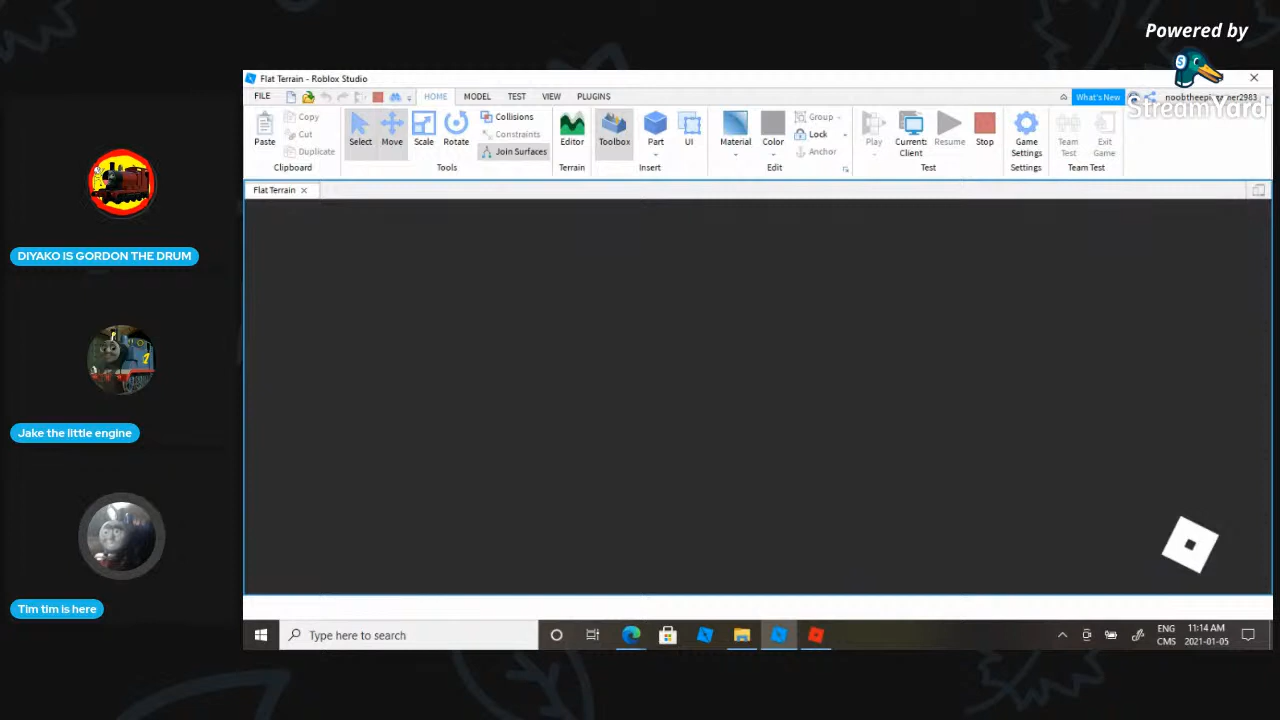 Powered by
StreamYard
Flat Terrain - Roblox Studio
FILE
HOME
MODEL
TEST
VIEW
PLUGINS
What's New
Paste
Copy
Cut
Duplicate
Clipboard
Select
Move
Scale
Rotate
Collisions
Constraints
Join Surfaces
Tools
Editor
Terrain
Toolbox
Part
UI
Insert
Material
Color
Group
Lock
Anchor
Edit
Play
Current:
Client
Resume
Stop
Test
Game
Settings
Settings
Team
Test
Exit
Game
Team Test
Flat Terrain
DIYAKO IS GORDON THE DRUM
Jake the little engine
Tim tim is here
Type here to search
ENG
CMS
11:14 AM
2021-01-05